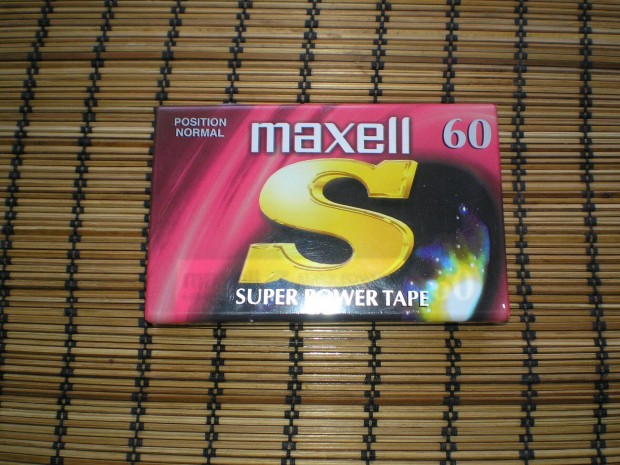 POSITION
NORMAL
maxell
60
S
SUPER POWER TAPE